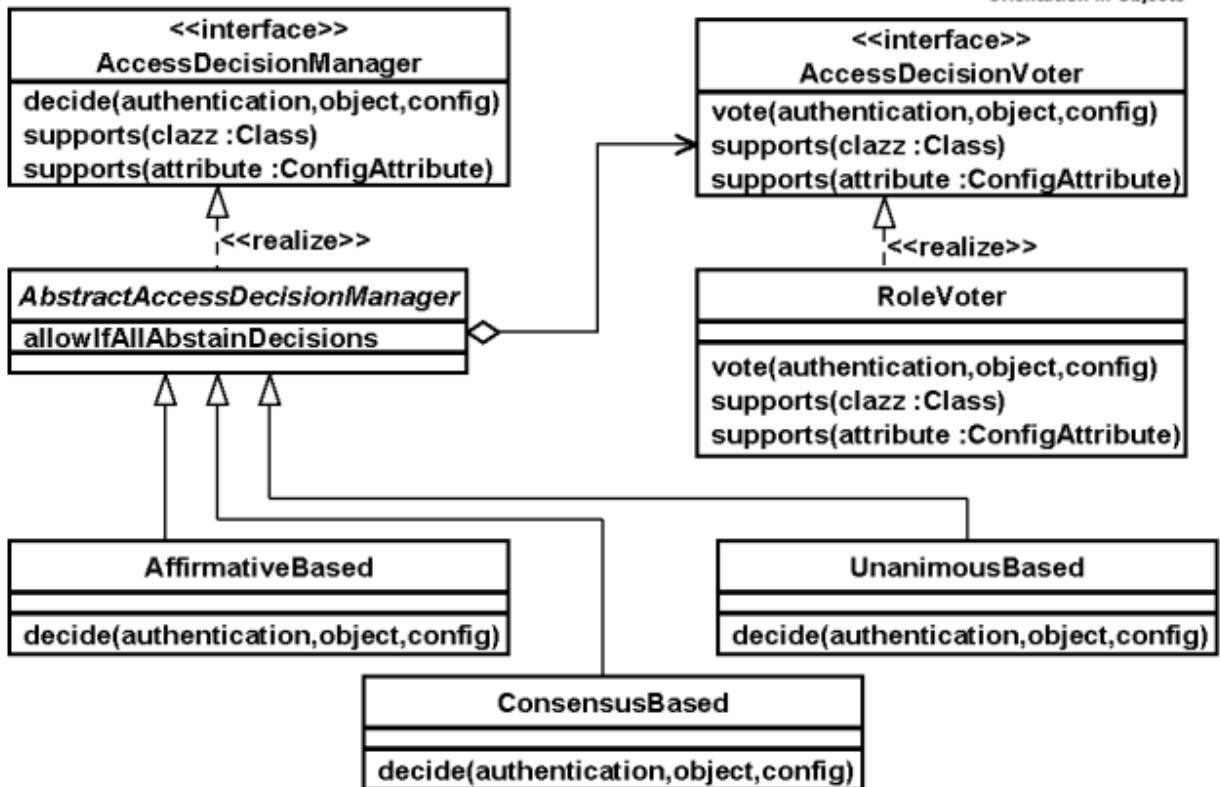 <<interface>>
AccessDecisionManager
decide(authentication,object,config)
supports(clazz :Class)
supports(attribute :ConfigAttribute)
<<interface>>
AccessDecisionVoter
vote(authentication,object,config)
supports(clazz :Class)
supports(attribute :ConfigAttribute)
<<realize>>
<<realize>>
AbstractAccessDecisionManager
allowIfAllAbstainDecisions
RoleVoter
vote(authentication,object,config)
supports(clazz :Class)
supports(attribute :ConfigAttribute)
AffirmativeBased
decide(authentication,object,config)
UnanimousBased
decide(authentication,object,config)
ConsensusBased
decide(authentication,object,config)